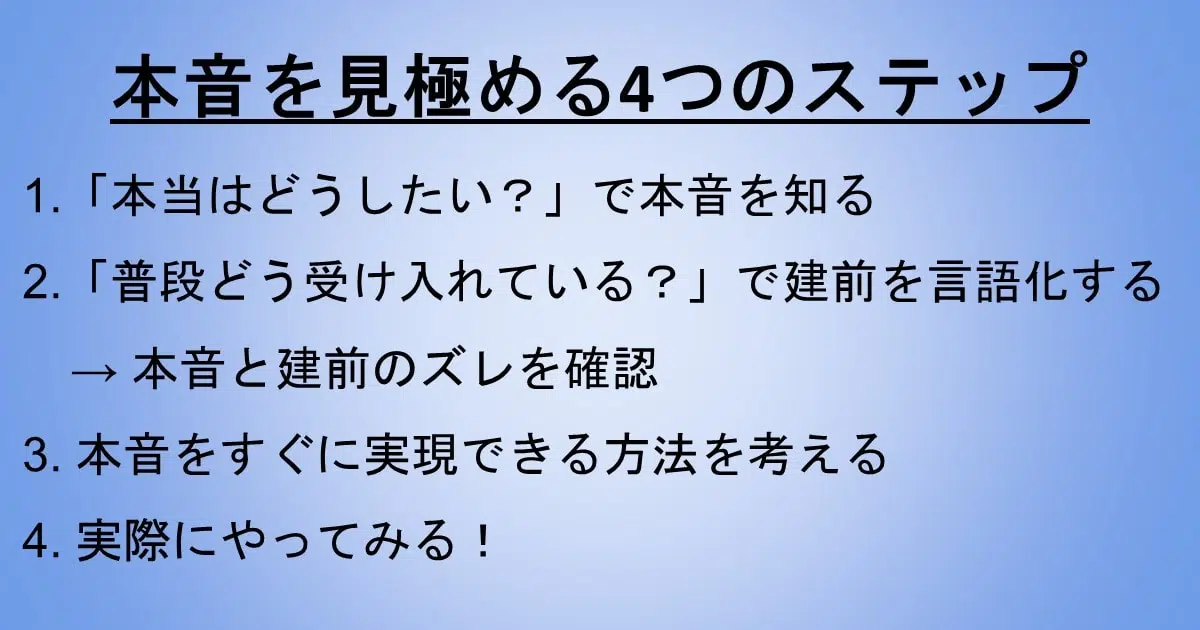 本音を見極める4つのステップ
1.「本当はどうしたい？」で本音を知る
2.「普段どう受け入れている？」で建前を言語化する
→ 本音と建前のズレを確認
3. 本音をすぐに実現できる方法を考える
4. 実際にやってみる！